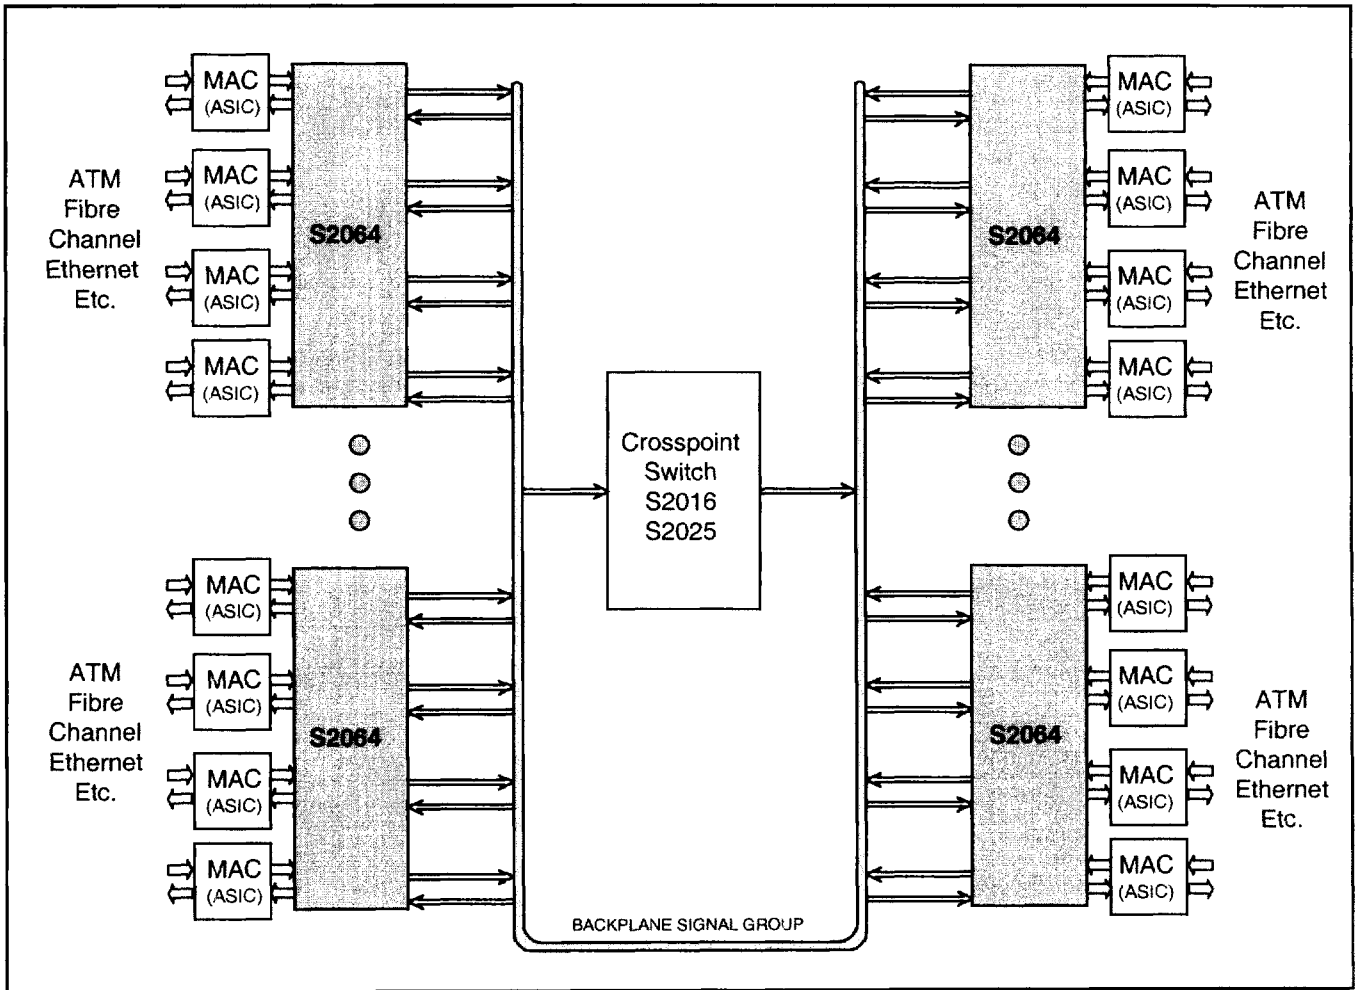 MAC
(ASIC)
MAC
(ASIC)
MAC
(ASIC)
MAC
(ASIC)
ATM
Fibre
Channel
Ethernet
Etc.
S2064
S2064
MAC
(ASIC)
MAC
(ASIC)
MAC
(ASIC)
MAC
(ASIC)
ATM
Fibre
Channel
Ethernet
Etc.
Crosspoint
Switch
S2016
S2025
MAC
(ASIC)
MAC
(ASIC)
MAC
(ASIC)
MAC
(ASIC)
ATM
Fibre
Channel
Ethernet
Etc.
S2064
S2064
MAC
(ASIC)
MAC
(ASIC)
MAC
(ASIC)
MAC
(ASIC)
ATM
Fibre
Channel
Ethernet
Etc.
BACKPLANE SIGNAL GROUP